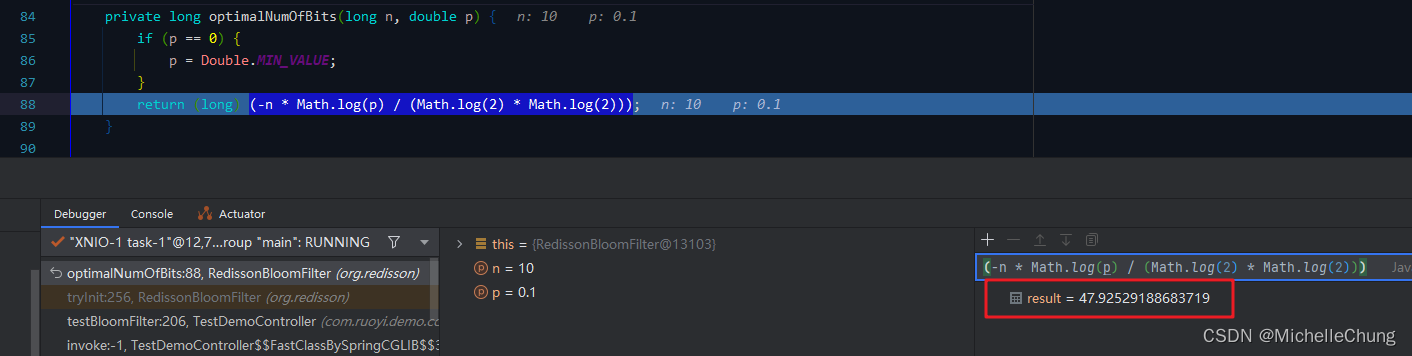 84 private long optimalNumOfBits(long n, double p) { n: 10 p: 0.1
85 if (p == 0) {
86 p = Double.MIN_VALUE;
87 }
88 return (long) (-n * Math.log(p) / (Math.log(2) * Math.log(2))); n: 10 p: 0.1
89 }
90
Debugger Console Actuator
"XNIO-1 task-1"@12,7...roup "main": RUNNING
optimalNumOfBits:88, RedissonBloomFilter (org.redisson)
tryInit:256, RedissonBloomFilter (org.redisson)
testBloomFilter:206, TestDemoController (com.ruoyi.demo.co
invoke:-1, TestDemoController$$FastClassBySpringCGLIB$$
this = {RedissonBloomFilter@13103}
n = 10
p = 0.1
(-n * Math.log(p) / (Math.log(2) * Math.log(2))) Jav
result = 47.92529188683719
CSDN @MichelleChung